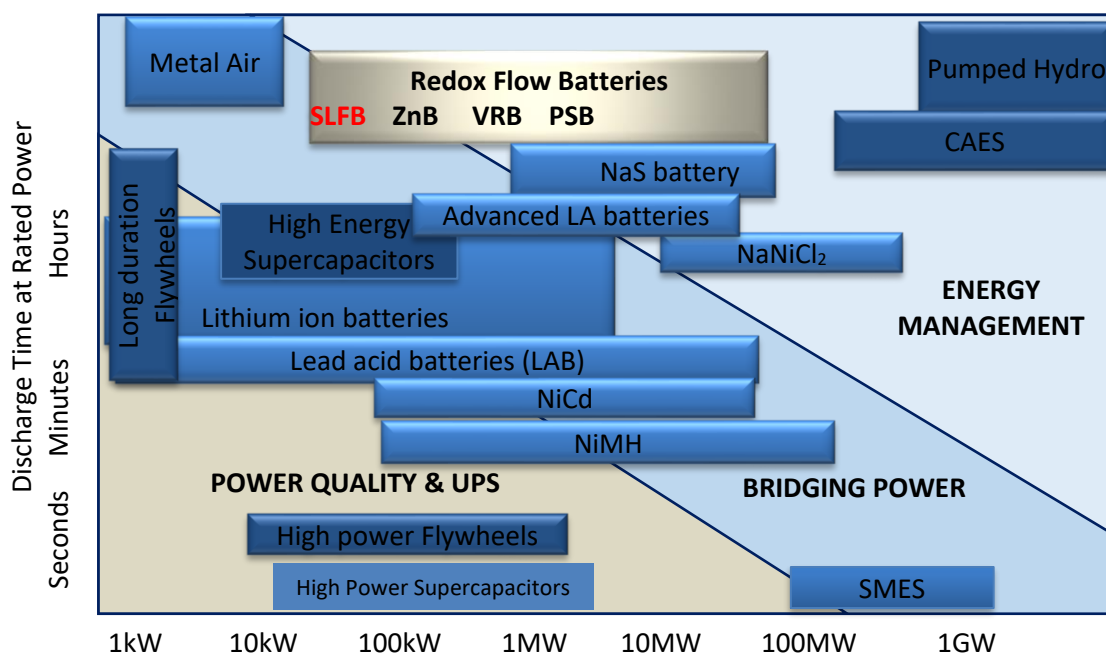 Metal Air
Redox Flow Batteries
SLFB ZnB VRB PSB
Pumped Hydro
CAES
NaS battery
Advanced LA batteries
High Energy
Supercapacitors
NaNiCl₂
Long duration
Flywheels
Lithium ion batteries
ENERGY
MANAGEMENT
Lead acid batteries (LAB)
NiCd
NiMH
POWER QUALITY & UPS
BRIDGING POWER
High power Flywheels
High Power Supercapacitors
SMES
Discharge Time at Rated Power
Seconds Minutes Hours
1kW 10kW 100kW 1MW 10MW 100MW 1GW